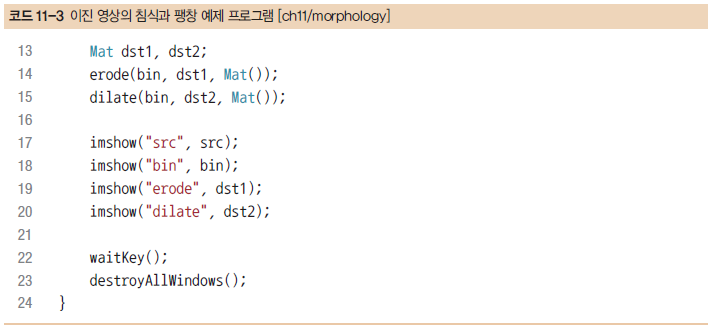 코드 11-3 이진 영상의 침식과 팽창 예제 프로그램 [ch11/morphology]
13 Mat dst1, dst2;
14 erode(bin, dst1, Mat());
15 dilate(bin, dst2, Mat());
16
17 imshow("src", src);
18 imshow("bin", bin);
19 imshow("erode", dst1);
20 imshow("dilate", dst2);
21
22 waitKey();
23 destroyAllWindows();
24 }